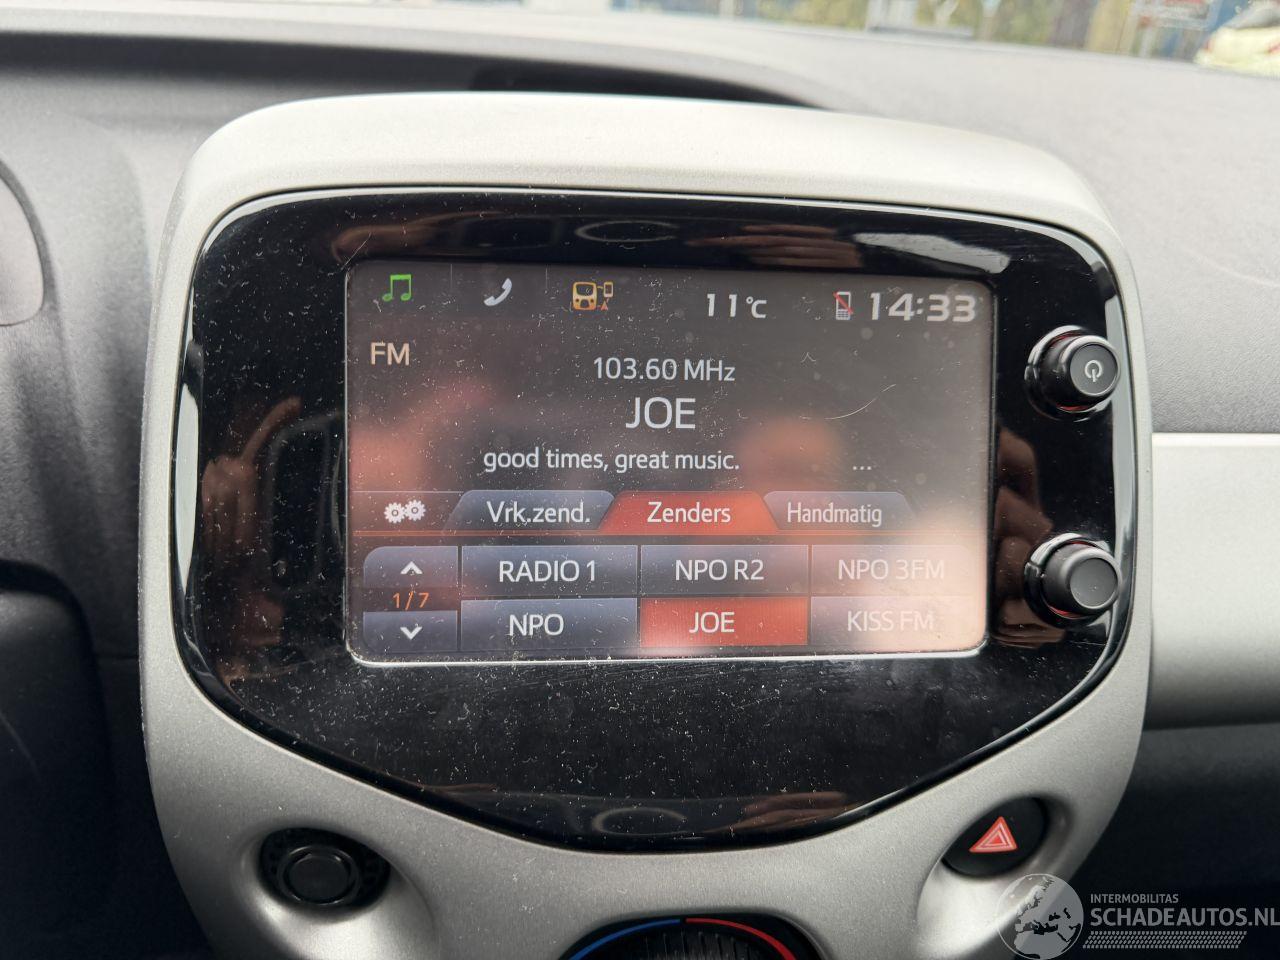 11°C 14:33
FM
103.60 MHz
JOE
good times, great music. ...
Vrk.zend. Zenders Handmatig
RADIO 1 NPO R2 NPO 3FM
1/7
NPO JOE KISS FM
INTERMOBILITAS
SCHADEAUTOS.NL